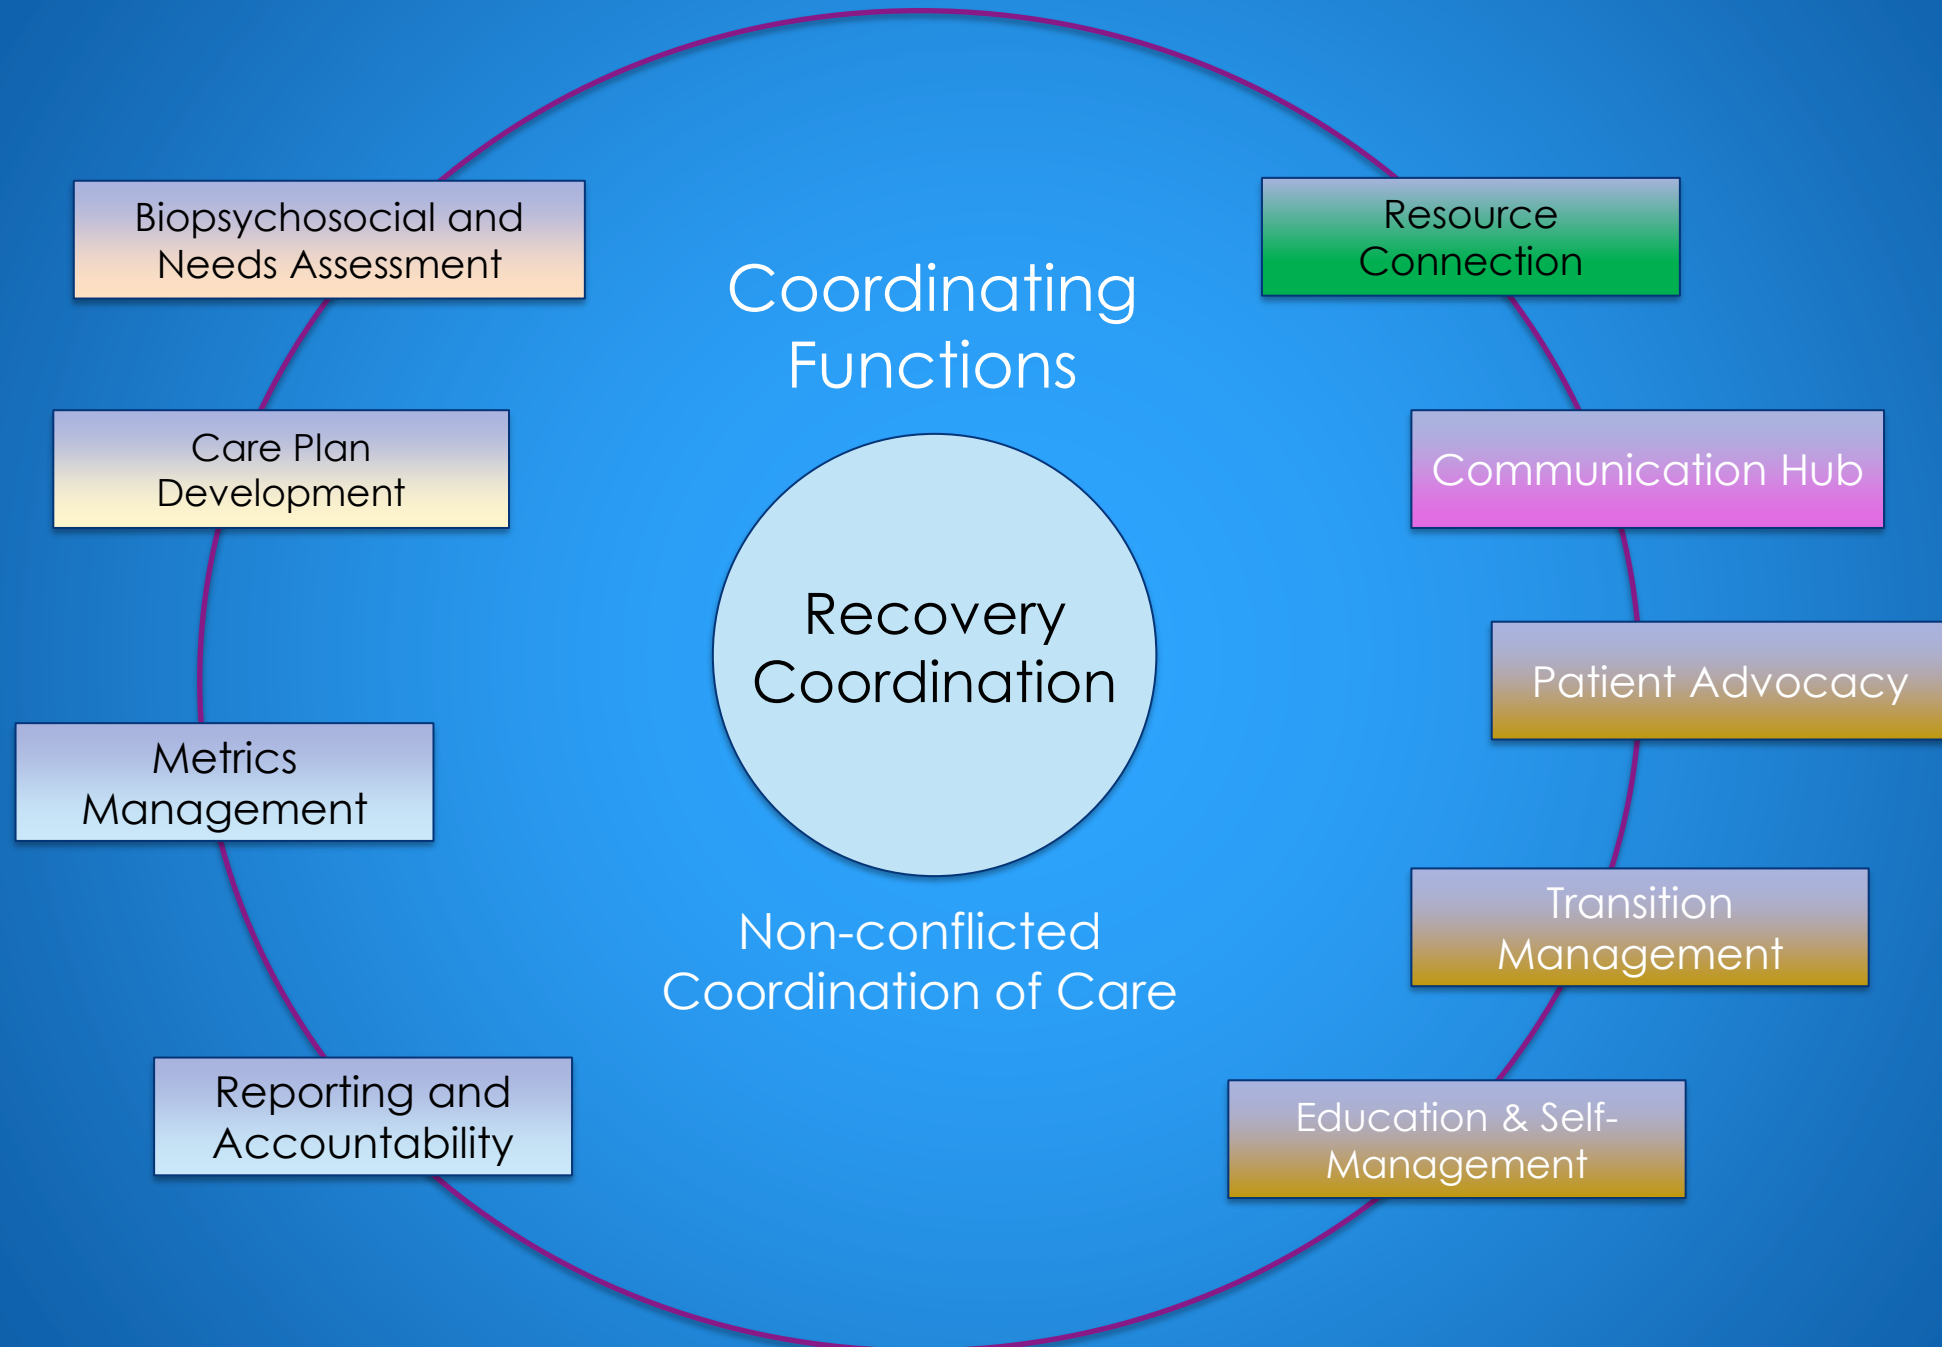 Coordinating
Functions
Recovery
Coordination
Non-conflicted
Coordination of Care
Biopsychosocial and
Needs Assessment
Care Plan
Development
Metrics
Management
Reporting and
Accountability
Resource
Connection
Communication Hub
Patient Advocacy
Transition
Management
Education & Self-
Management